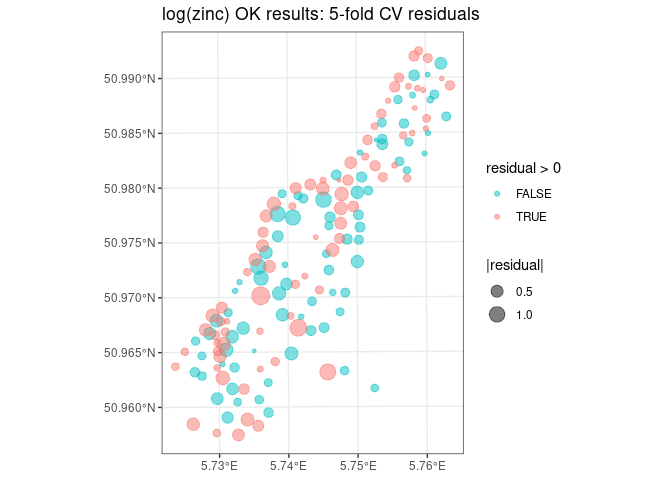 log(zinc) OK results: 5-fold CV residuals
50.990°N
50.985°N
50.980°N
50.975°N
50.970°N
50.965°N
50.960°N
5.73°E 5.74°E 5.75°E 5.76°E
residual > 0
FALSE
TRUE
|residual|
0.5
1.0